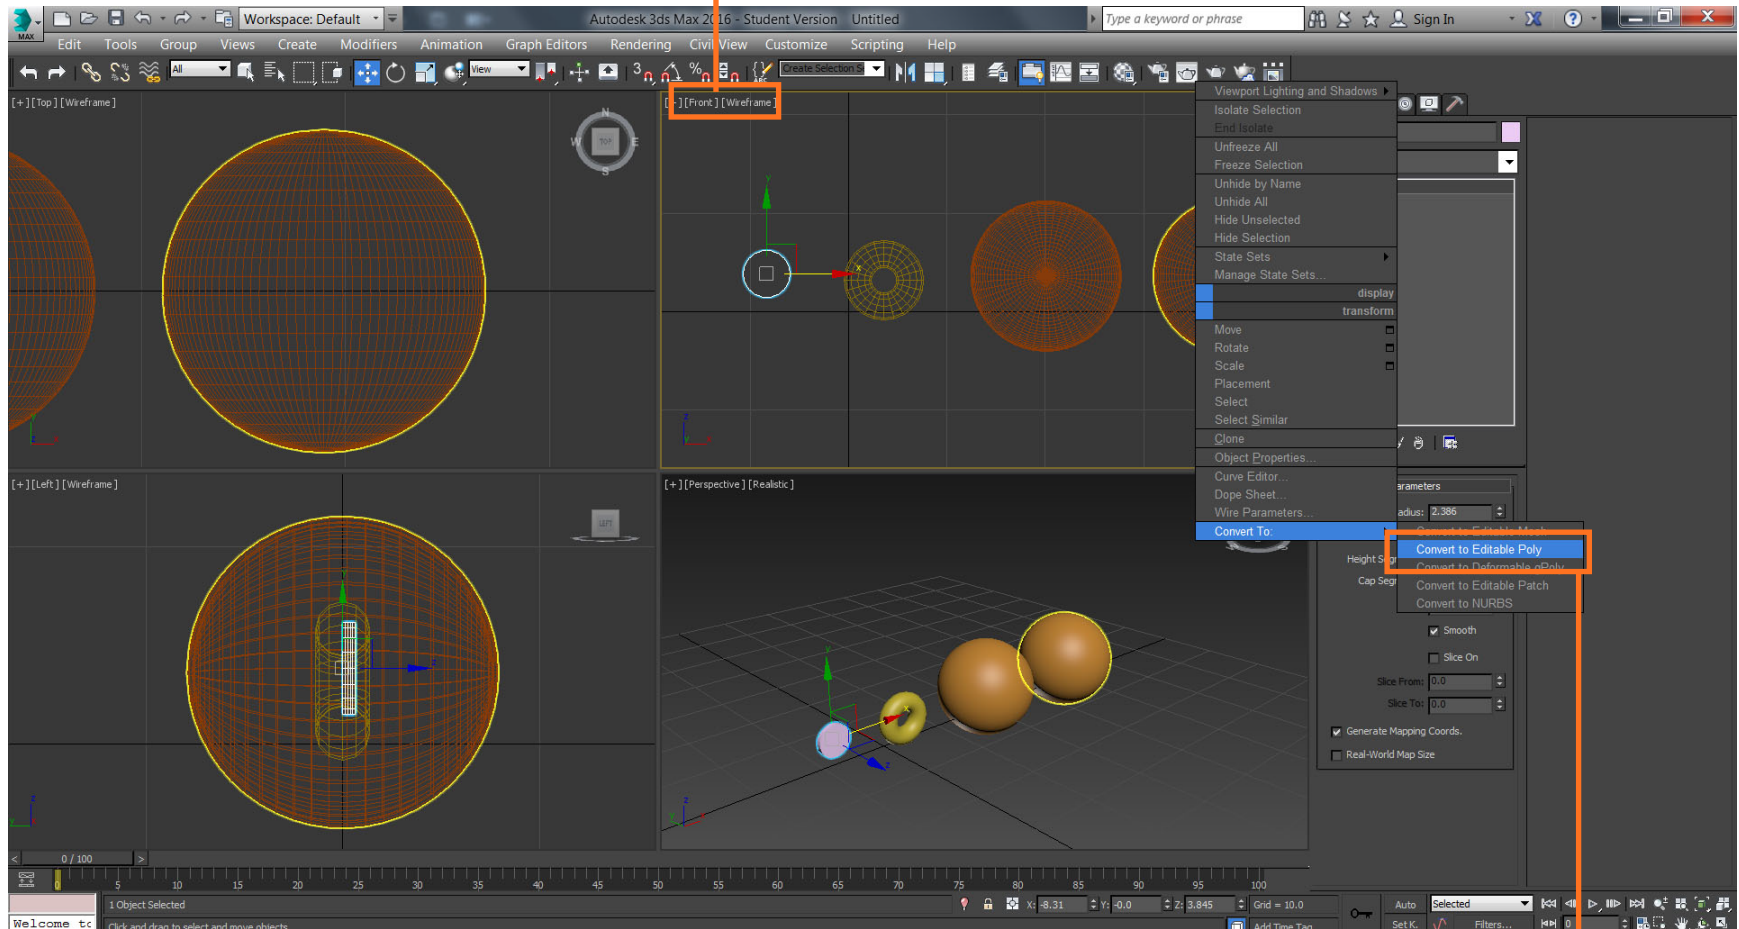 Workspace: Default
Autodesk 3ds Max 2016 - Student Version Untitled
Type a keyword or phrase
Sign In
MAX
Edit Tools Group Views Create Modifiers Animation Graph Editors Rendering Civil View Customize Scripting Help
All
View
3
%
ABC
Create Selection Se
[+][Top][Wireframe]
N
W
TOP
E
S
[+][Front][Wireframe]
y
x
z
[+][Left][Wireframe]
LEFT
[+][Perspective][Realistic]
Viewport Lighting and Shadows
Isolate Selection
End Isolate
Unfreeze All
Freeze Selection
Unhide by Name
Unhide All
Hide Unselected
Hide Selection
State Sets
Manage State Sets...
display
transform
Move
Rotate
Scale
Placement
Select
Select Similar
Clone
Object Properties...
Curve Editor...
Dope Sheet...
Wire Parameters...
Convert To:
Convert to Editable Mesh
Convert to Editable Poly
Convert to Deformable gPoly
Convert to Editable Patch
Convert to NURBS
arameters
adius: 2.386
Height Seg
Cap Segr
Smooth
Slice On
Slice From: 0.0
Slice To: 0.0
Generate Mapping Coords.
Real-World Map Size
< 0 / 100 >
0 5 10 15 20 25 30 35 40 45 50 55 60 65 70 75 80 85 90 95 100
1 Object Selected
X: -8.31 Y: -0.0 Z: 3.845 Grid = 10.0
Auto Selected
Welcome to
Click and drag to select and move objects
Add Time Tag
Set K. Filters... 0